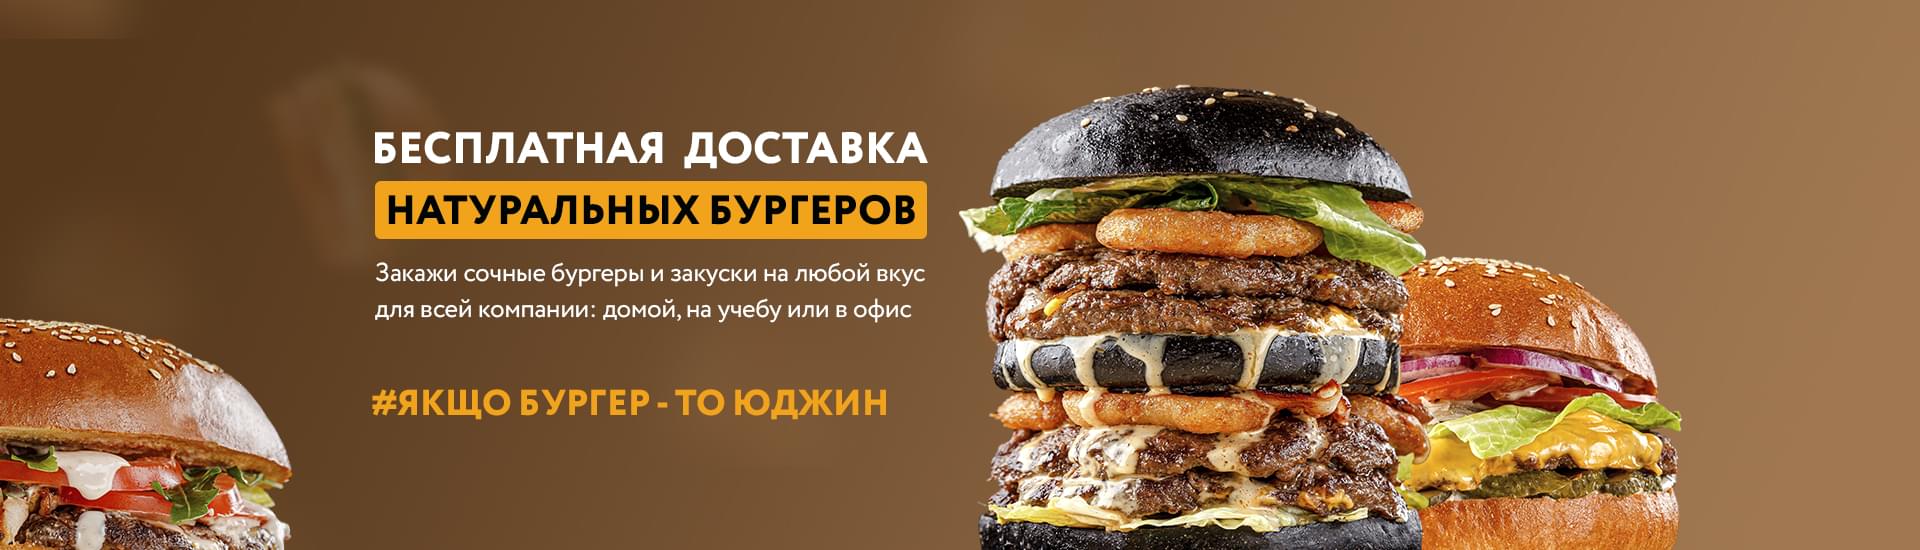 БЕСПЛАТНАЯ ДОСТАВКА
НАТУРАЛЬНЫХ БУРГЕРОВ
Закажи сочные бургеры и закуски на любой вкус
для всей компании: домой, на учебу или в офис
#ЯКЩО БУРГЕР - ТО ЮДЖИН